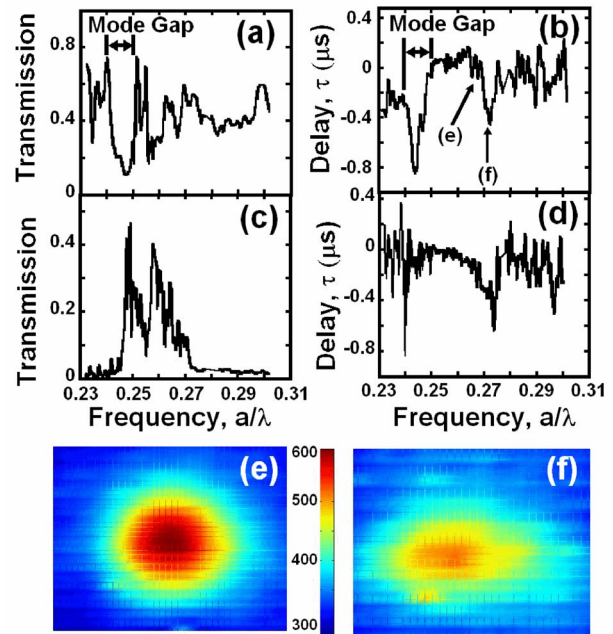 Mode Gap
(a)
0.8
0.4
0
Transmission
Mode Gap
(b)
0.4
0
-0.4
-0.8
Delay, τ (μs)
(e)
(f)
(c)
0.4
0.2
0
Transmission
0.23 0.25 0.27 0.29 0.31
Frequency, a/λ
(d)
0.4
0
-0.4
-0.8
Delay, τ (μs)
0.23 0.25 0.27 0.29 0.31
Frequency, a/λ
(e)
600
500
400
300
(f)